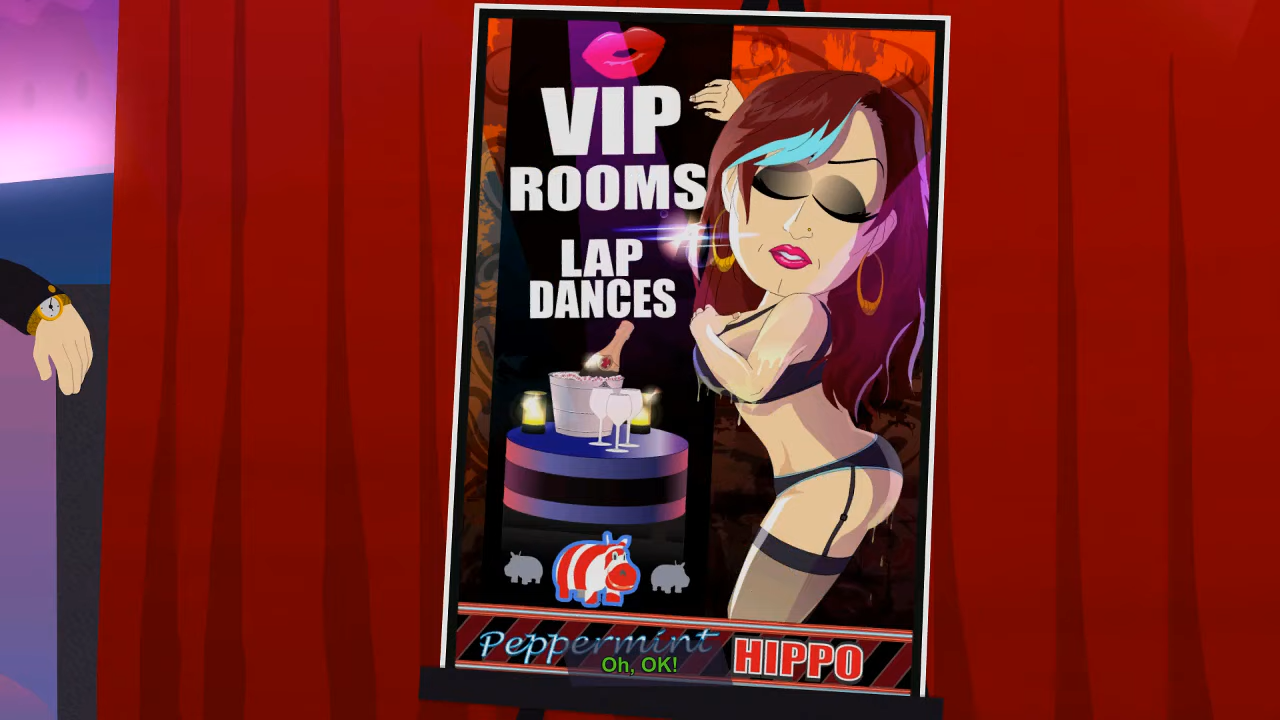 VIP
ROOMS
LAP
DANCES
Peppermint HIPPO
Oh, OK!